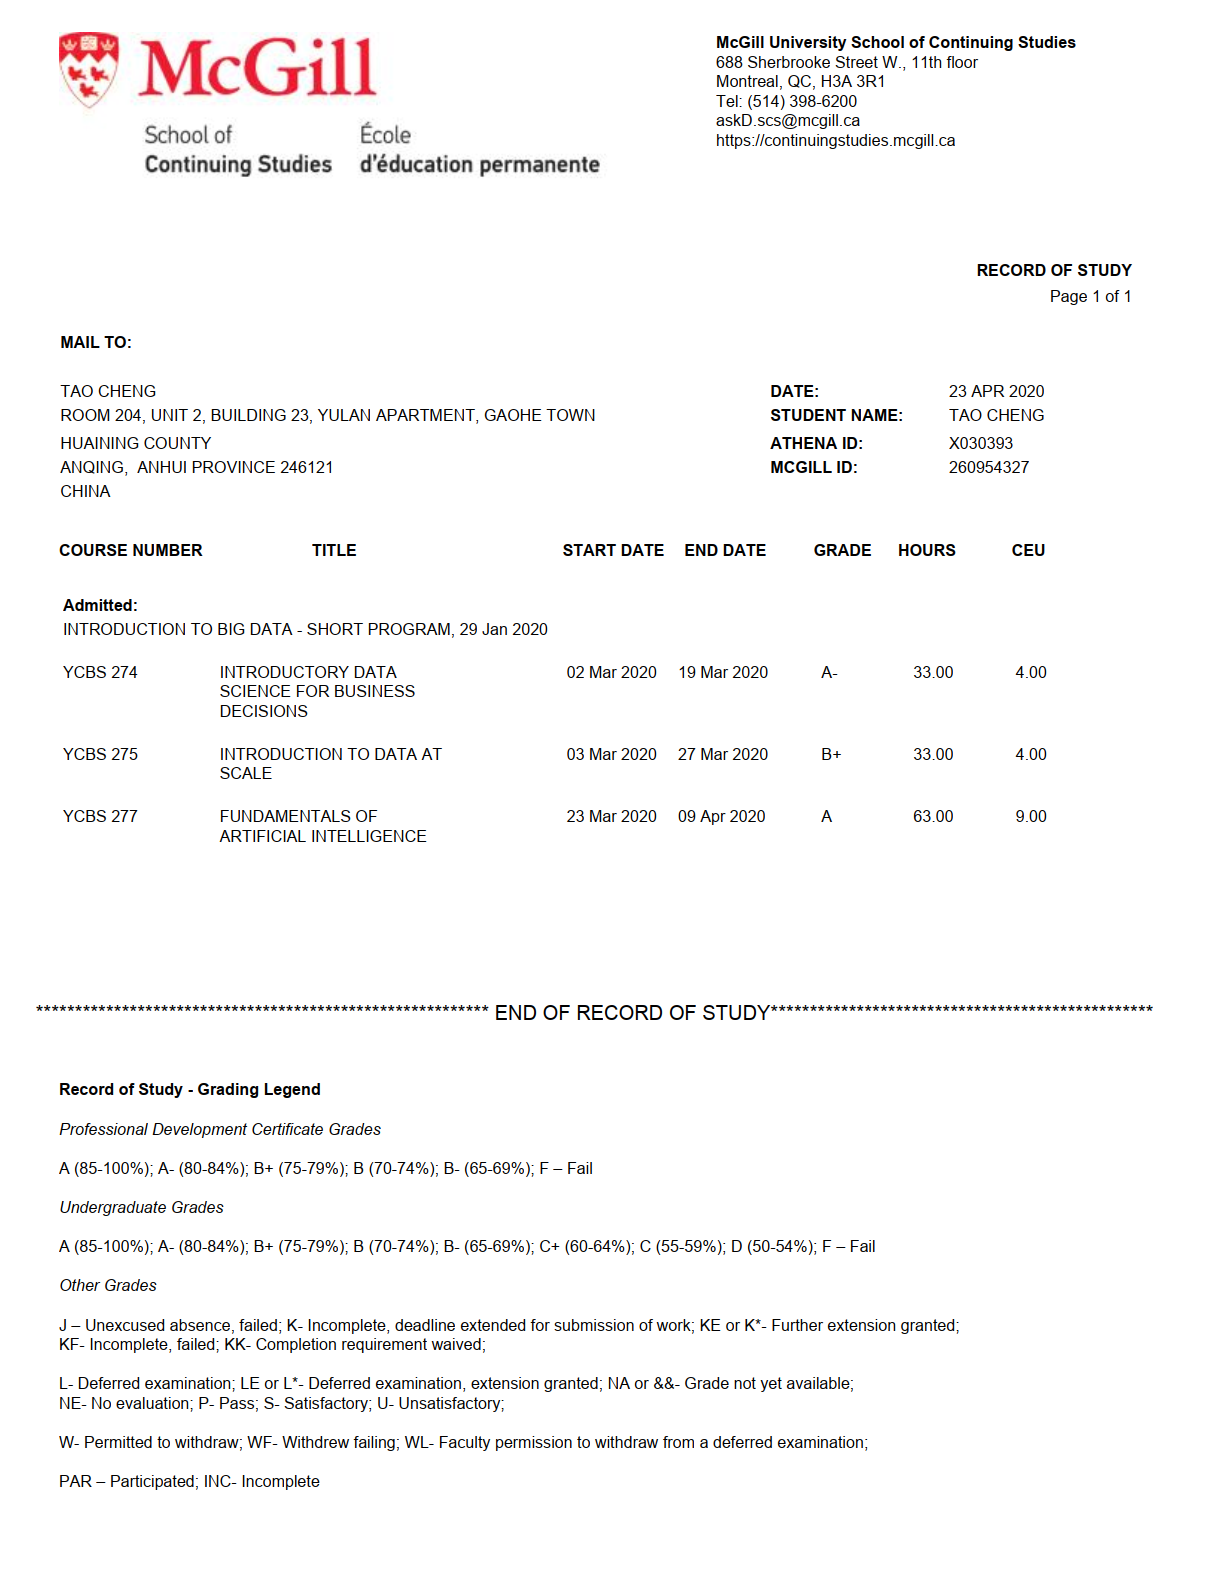 McGill
School of
Continuing Studies
École
d'éducation permanente
McGill University School of Continuing Studies
688 Sherbrooke Street W., 11th floor
Montreal, QC, H3A 3R1
Tel: (514) 398-6200
askD.scs@mcgill.ca
https://continuingstudies.mcgill.ca
RECORD OF STUDY
Page 1 of 1
MAIL TO:
TAO CHENG
ROOM 204, UNIT 2, BUILDING 23, YULAN APARTMENT, GAOHE TOWN
HUAINING COUNTY
ANQING,  ANHUI PROVINCE 246121
CHINA
DATE: 23 APR 2020
STUDENT NAME: TAO CHENG
ATHENA ID: X030393
MCGILL ID: 260954327
COURSE NUMBER TITLE START DATE END DATE GRADE HOURS CEU
Admitted:
INTRODUCTION TO BIG DATA - SHORT PROGRAM, 29 Jan 2020
YCBS 274 INTRODUCTORY DATA 02 Mar 2020 19 Mar 2020 A- 33.00 4.00
SCIENCE FOR BUSINESS
DECISIONS
YCBS 275 INTRODUCTION TO DATA AT 03 Mar 2020 27 Mar 2020 B+ 33.00 4.00
SCALE
YCBS 277 FUNDAMENTALS OF 23 Mar 2020 09 Apr 2020 A 63.00 9.00
ARTIFICIAL INTELLIGENCE
********************************************************** END OF RECORD OF STUDY*************************************************
Record of Study - Grading Legend
Professional Development Certificate Grades
A (85-100%); A- (80-84%); B+ (75-79%); B (70-74%); B- (65-69%); F – Fail
Undergraduate Grades
A (85-100%); A- (80-84%); B+ (75-79%); B (70-74%); B- (65-69%); C+ (60-64%); C (55-59%); D (50-54%); F – Fail
Other Grades
J – Unexcused absence, failed; K- Incomplete, deadline extended for submission of work; KE or K*- Further extension granted;
KF- Incomplete, failed; KK- Completion requirement waived;
L- Deferred examination; LE or L*- Deferred examination, extension granted; NA or &&- Grade not yet available;
NE- No evaluation; P- Pass; S- Satisfactory; U- Unsatisfactory;
W- Permitted to withdraw; WF- Withdrew failing; WL- Faculty permission to withdraw from a deferred examination;
PAR – Participated; INC- Incomplete